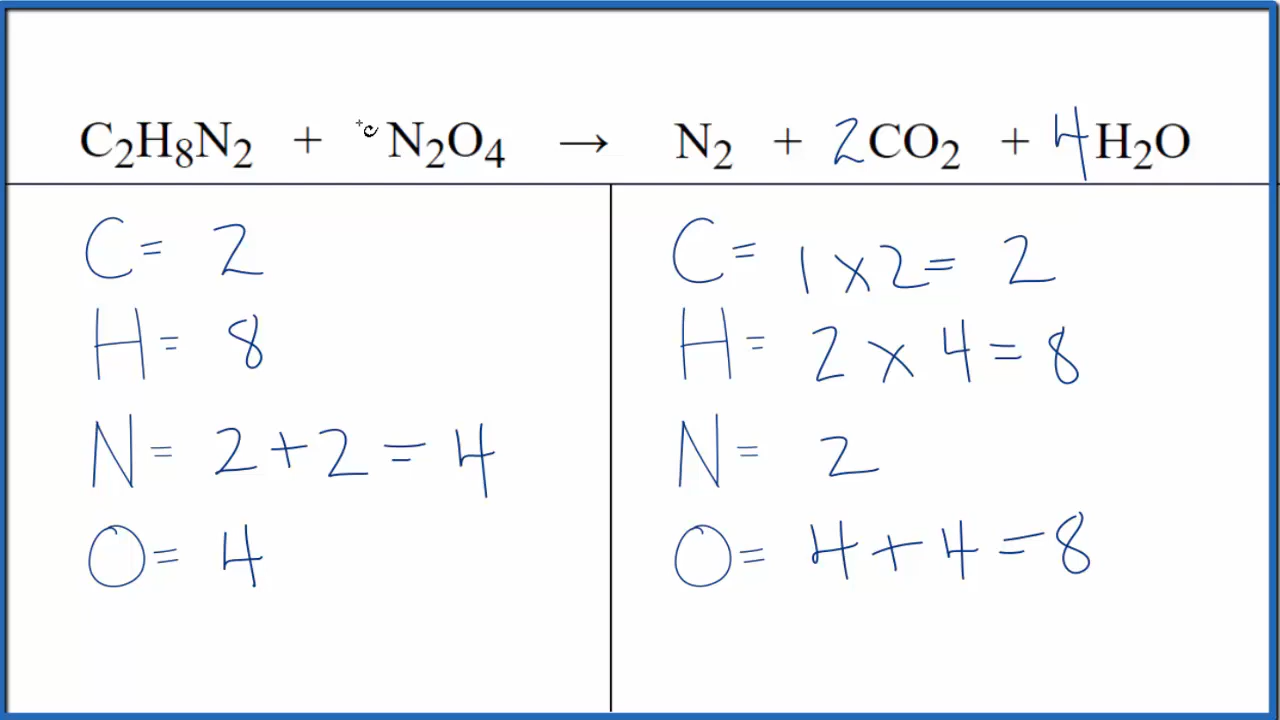 C₂H₈N₂ + N₂O₄ → N₂ + 2CO₂ + 4H₂O
C = 2
H = 8
N = 2 + 2 = 4
O = 4
C = 1 x 2 = 2
H = 2 x 4 = 8
N = 2
O = 4 + 4 = 8